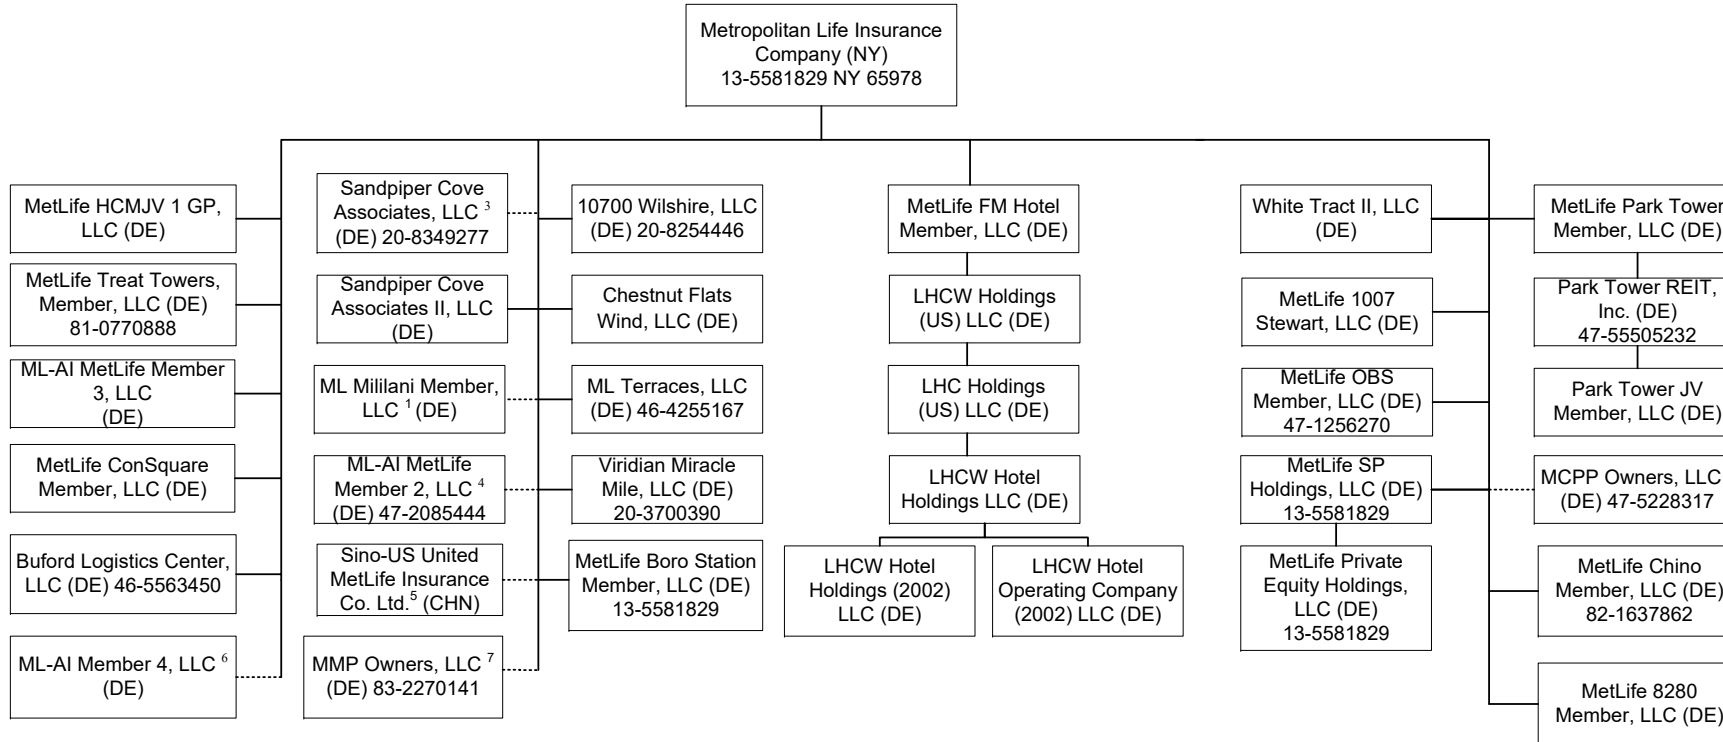 Metropolitan Life Insurance
Company (NY)
13-5581829 NY 65978
MetLife HCMJV 1 GP,
LLC (DE)
MetLife Treat Towers,
Member, LLC (DE)
81-0770888
ML-AI MetLife Member
3, LLC
(DE)
MetLife ConSquare
Member, LLC (DE)
Buford Logistics Center,
LLC (DE) 46-5563450
ML-AI Member 4, LLC 6
(DE)
Sandpiper Cove
Associates, LLC 3
(DE) 20-8349277
Sandpiper Cove
Associates II, LLC
(DE)
ML Mililani Member,
LLC 1 (DE)
ML-AI MetLife
Member 2, LLC 4
(DE) 47-2085444
Sino-US United
MetLife Insurance
Co. Ltd.5 (CHN)
MMP Owners, LLC 7
(DE) 83-2270141
10700 Wilshire, LLC
(DE) 20-8254446
Chestnut Flats
Wind, LLC (DE)
ML Terraces, LLC
(DE) 46-4255167
Viridian Miracle
Mile, LLC (DE)
20-3700390
MetLife Boro Station
Member, LLC (DE)
13-5581829
MetLife FM Hotel
Member, LLC (DE)
LHCW Holdings
(US) LLC (DE)
LHC Holdings
(US) LLC (DE)
LHCW Hotel
Holdings LLC (DE)
LHCW Hotel
Holdings (2002)
LLC (DE)
LHCW Hotel
Operating Company
(2002) LLC (DE)
White Tract II, LLC
(DE)
MetLife 1007
Stewart, LLC (DE)
MetLife OBS
Member, LLC (DE)
47-1256270
MetLife SP
Holdings, LLC (DE)
13-5581829
MetLife Private
Equity Holdings,
LLC (DE)
13-5581829
MetLife Park Tower
Member, LLC (DE)
Park Tower REIT,
Inc. (DE)
47-55505232
Park Tower JV
Member, LLC (DE)
MCPP Owners, LLC
(DE) 47-5228317
MetLife Chino
Member, LLC (DE)
82-1637862
MetLife 8280
Member, LLC (DE)